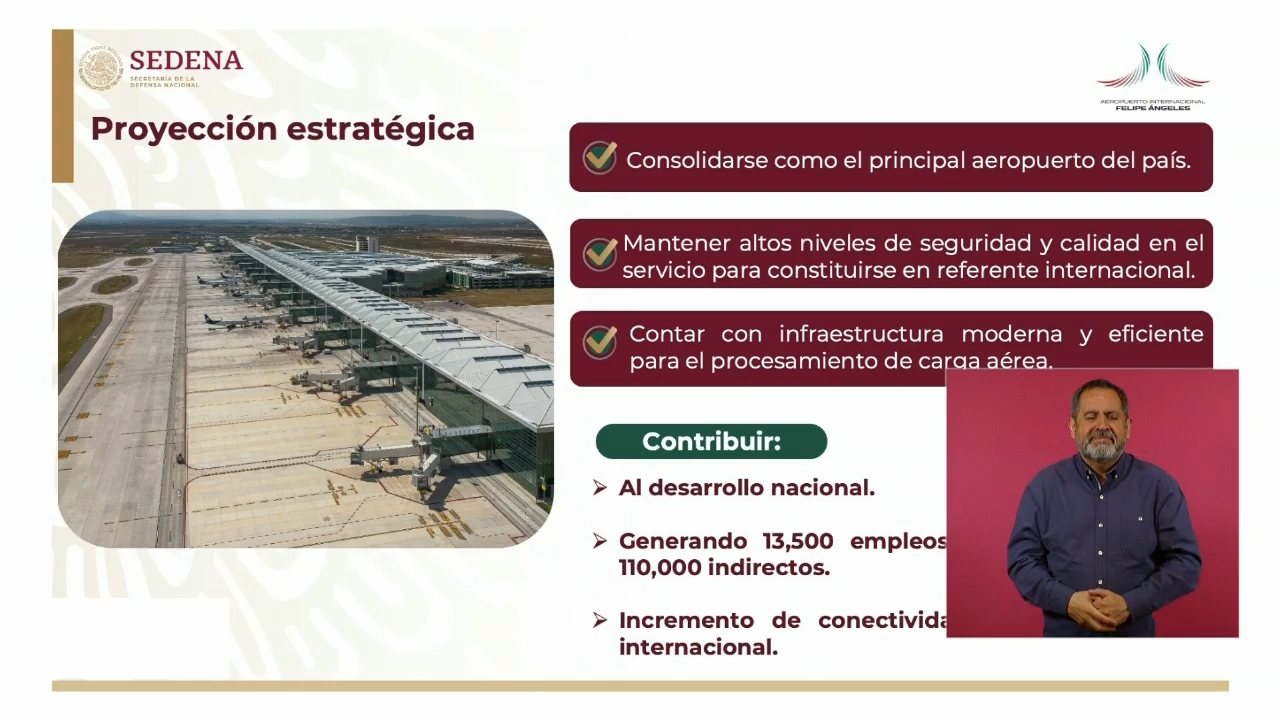 SEDENA
SECRETARÍA DE LA
DEFENSA NACIONAL
AEROPUERTO INTERNACIONAL
FELIPE ÁNGELES
Proyección estratégica
Consolidarse como el principal aeropuerto del país.
Mantener altos niveles de seguridad y calidad en el
servicio para constituirse en referente internacional.
Contar con infraestructura moderna y eficiente
para el procesamiento de carga aérea.
Contribuir:
Al desarrollo nacional.
Generando 13,500 empleos
110,000 indirectos.
Incremento de
internacional.